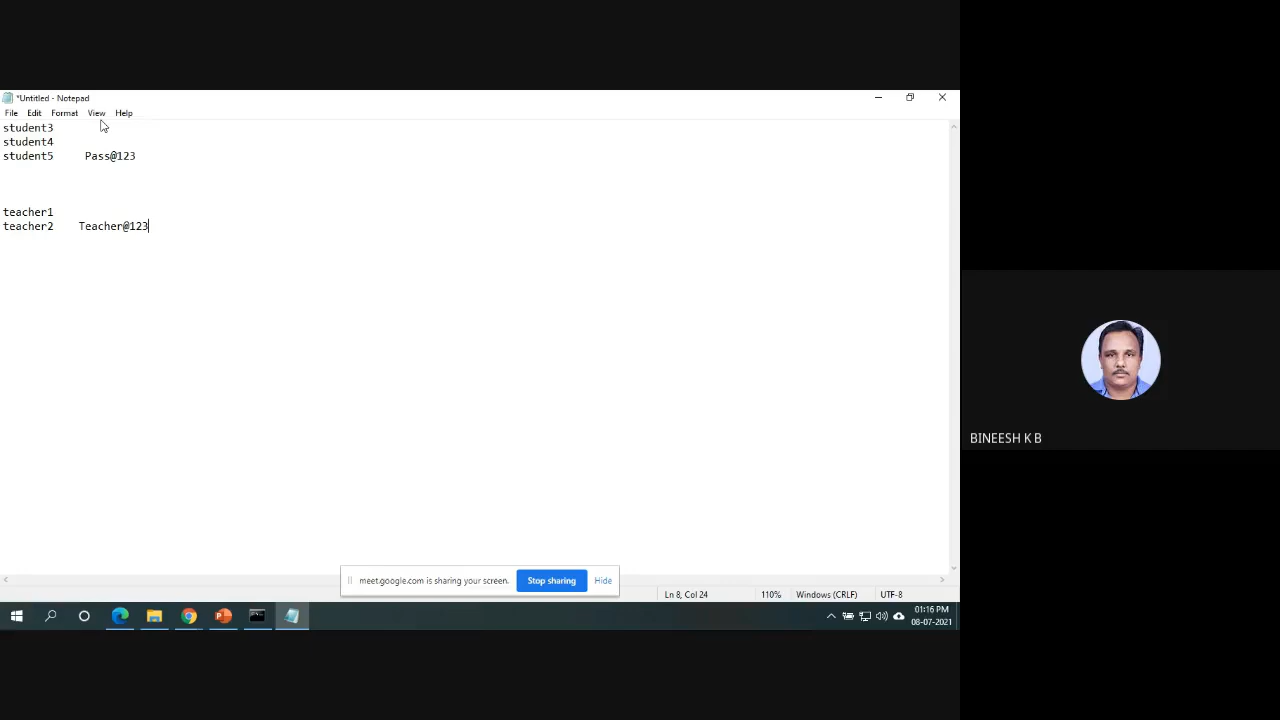 *Untitled - Notepad
File Edit Format View Help
student3
student4
student5 Pass@123
teacher1
teacher2 Teacher@123
BINEESH K B
meet.google.com is sharing your screen. Stop sharing Hide
Ln 8, Col 24 110% Windows (CRLF) UTF-8
01:16 PM
08-07-2021